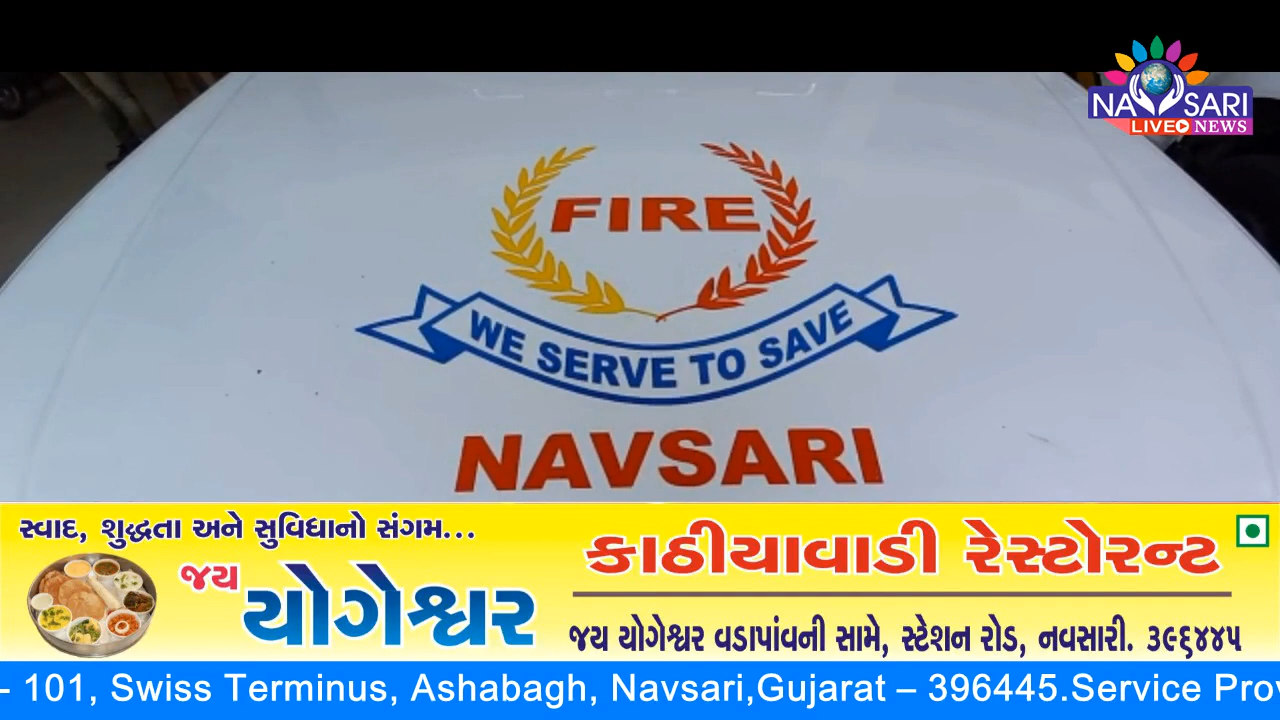 NAVSARI
LIVE NEWS
FIRE
WE SERVE TO SAVE
NAVSARI
સ્વાદ, શુદ્ધતા અને સુવિધાનો સંગમ...
જય
યોગેશ્વર
કાઠીયાવાડી રેસ્ટોરન્ટ
જય યોગેશ્વર વડાપાંવની સામે, સ્ટેશન રોડ, નવસારી. ૩૯૬૪૪૫
- 101, Swiss Terminus, Ashabagh, Navsari,Gujarat – 396445.Service Prov